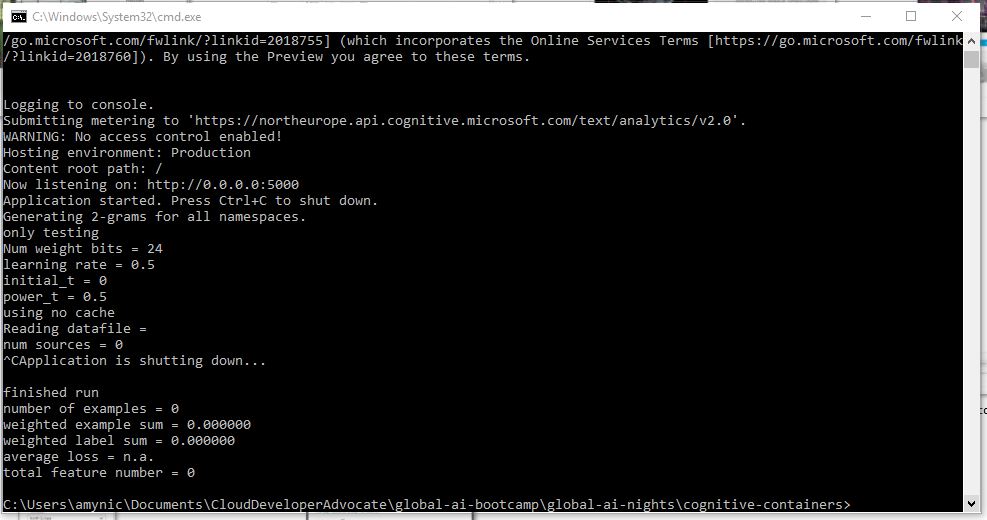 C:\Windows\System32\cmd.exe
/go.microsoft.com/fwlink/?linkid=2018755] (which incorporates the Online Services Terms [https://go.microsoft.com/fwlink
/?linkid=2018760]). By using the Preview you agree to these terms.
Logging to console.
Submitting metering to 'https://northeurope.api.cognitive.microsoft.com/text/analytics/v2.0'.
WARNING: No access control enabled!
Hosting environment: Production
Content root path: /
Now listening on: http://0.0.0.0:5000
Application started. Press Ctrl+C to shut down.
Generating 2-grams for all namespaces.
only testing
Num weight bits = 24
learning rate = 0.5
initial_t = 0
power_t = 0.5
using no cache
Reading datafile =
num sources = 0
^CApplication is shutting down...
finished run
number of examples = 0
weighted example sum = 0.000000
weighted label sum = 0.000000
average loss = n.a.
total feature number = 0
C:\Users\amynic\Documents\CloudDeveloperAdvocate\global-ai-bootcamp\global-ai-nights\cognitive-containers>